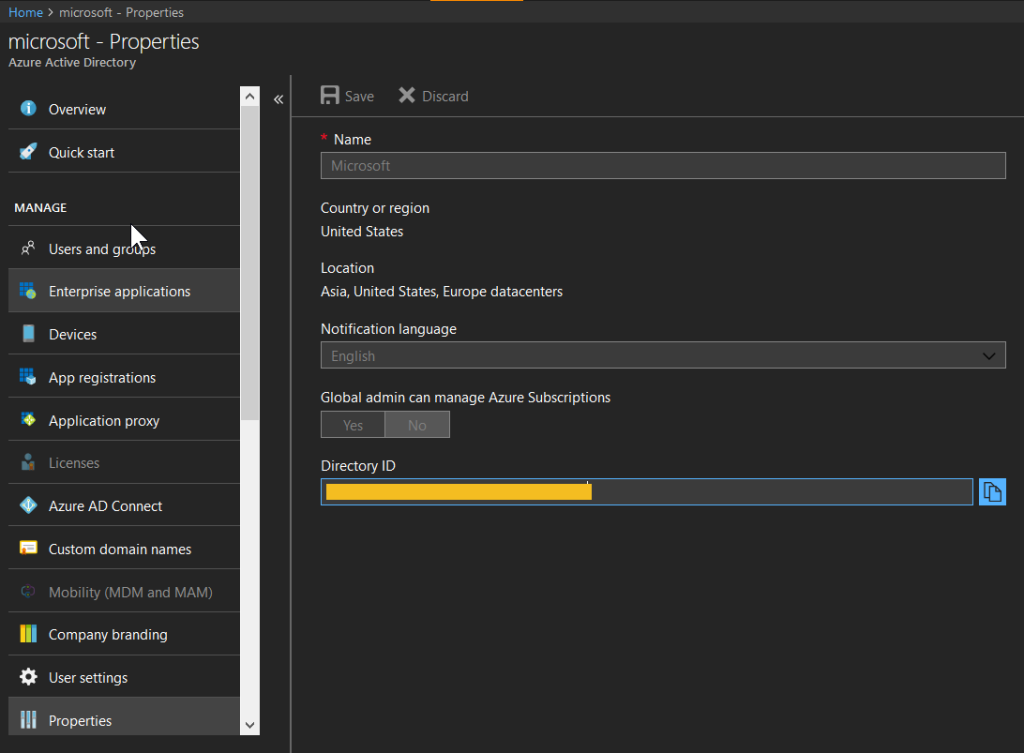 Home > microsoft - Properties
microsoft - Properties
Azure Active Directory
Overview
Quick start
MANAGE
Users and groups
Enterprise applications
Devices
App registrations
Application proxy
Licenses
Azure AD Connect
Custom domain names
Mobility (MDM and MAM)
Company branding
User settings
Properties
«
Save Discard
* Name
Microsoft
Country or region
United States
Location
Asia, United States, Europe datacenters
Notification language
English
Global admin can manage Azure Subscriptions
Yes No
Directory ID